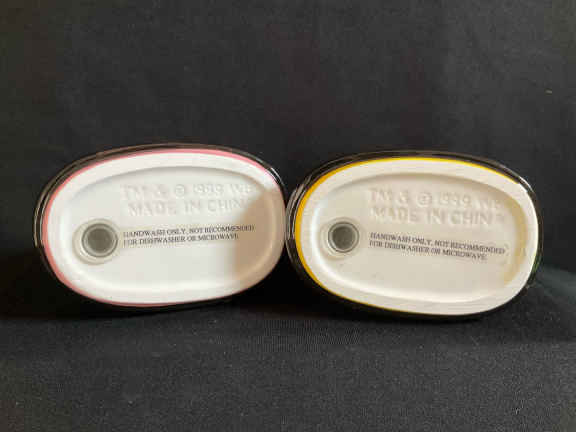 TM & © 1999 WB
MADE IN CHINA
HANDWASH ONLY, NOT RECOMMENDED
FOR DISHWASHER OR MICROWAVE.
TM & © 1999 WB
MADE IN CHINA
HANDWASH ONLY, NOT RECOMMENDED
FOR DISHWASHER OR MICROWAVE.